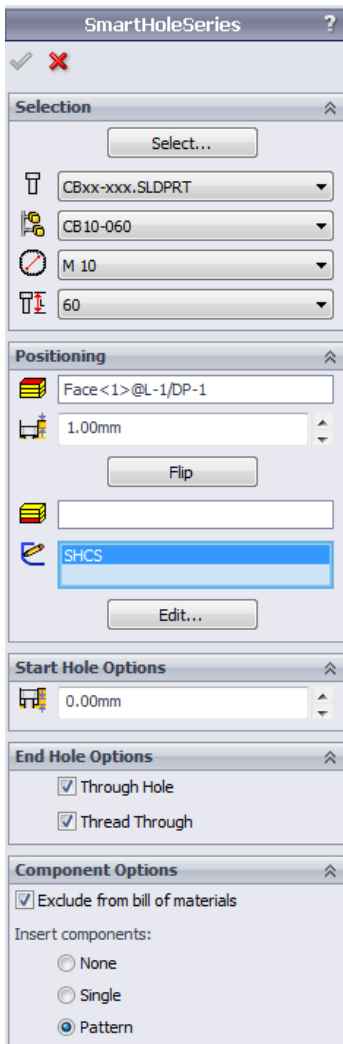 SmartHoleSeries ?
Selection
Select...
CBxx-xxx.SLDPRT
CB10-060
M 10
60
Positioning
Face<1>@L-1/DP-1
1.00mm
Flip
SHCS
Edit...
Start Hole Options
0.00mm
End Hole Options
Through Hole
Thread Through
Component Options
Exclude from bill of materials
Insert components:
None
Single
Pattern